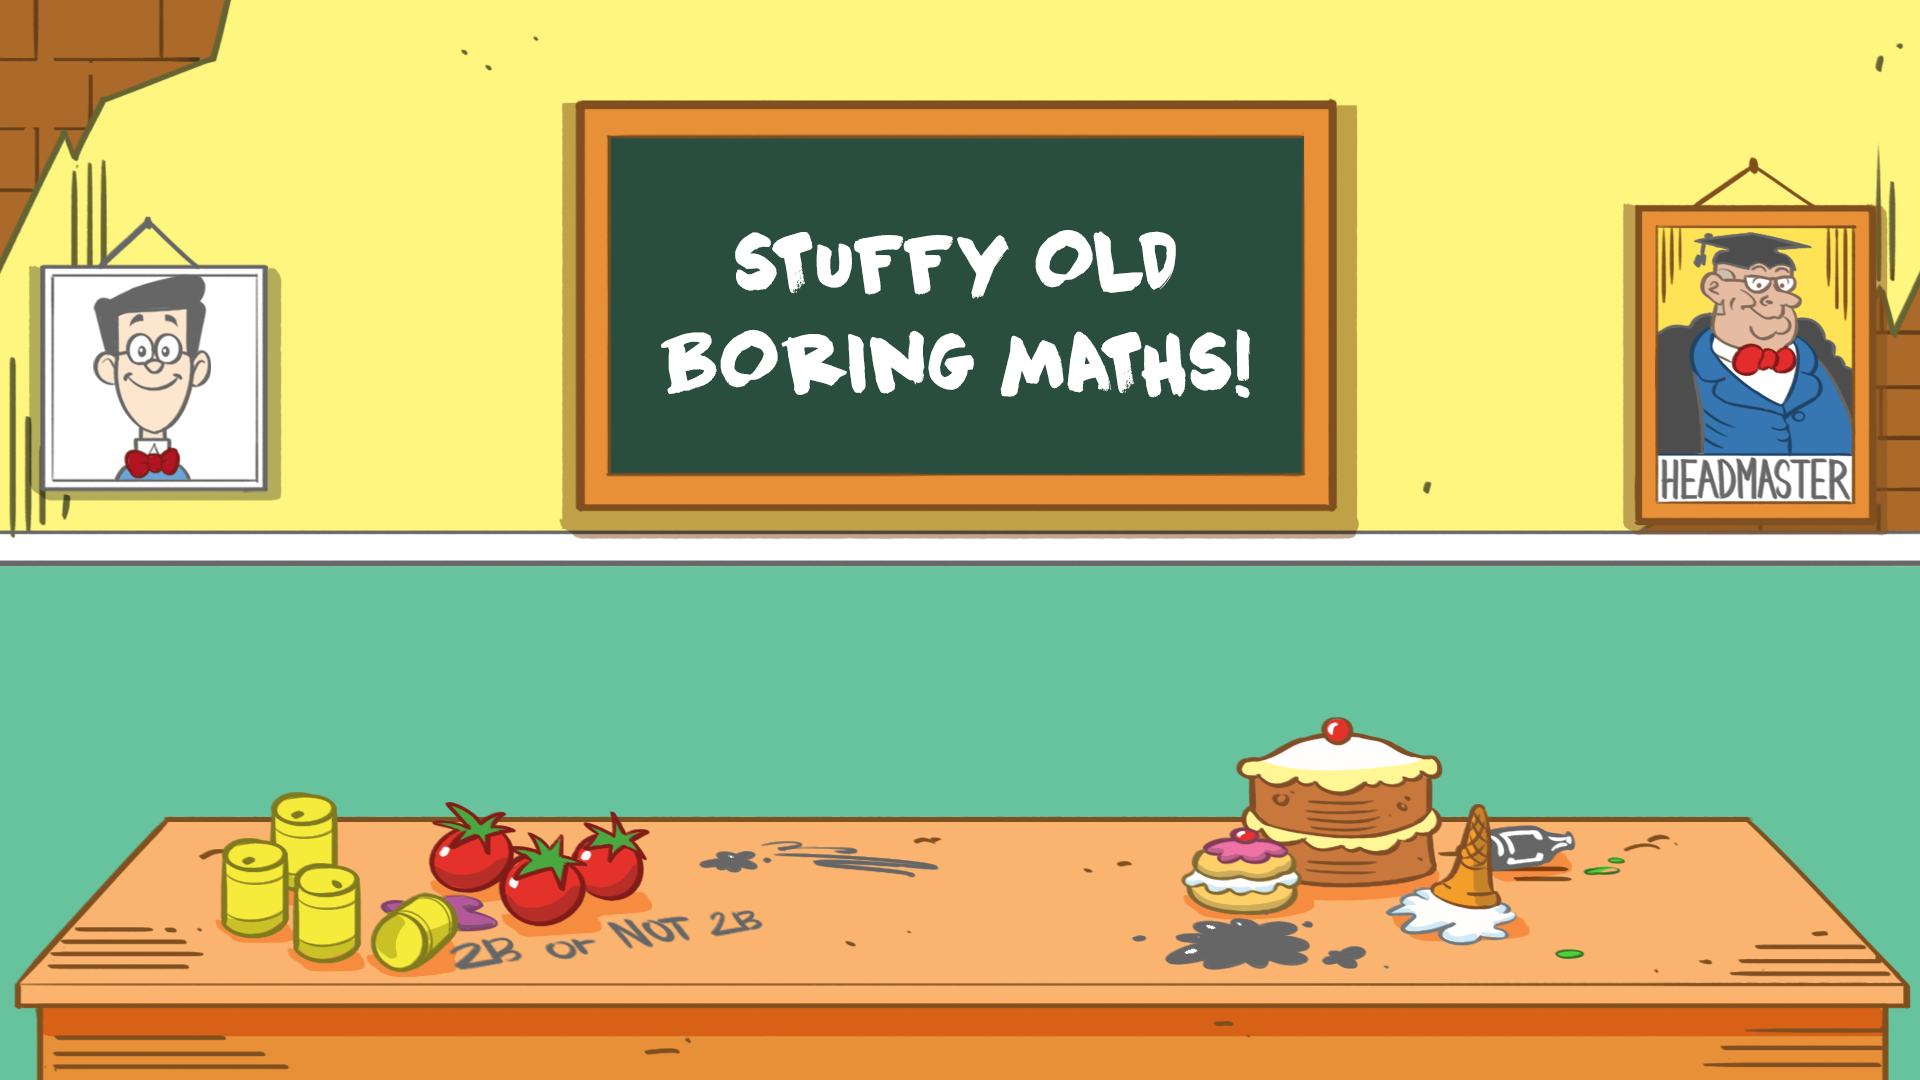 STUFFY OLD
BORING MATHS!
HEADMASTER
2B or NOT 2B